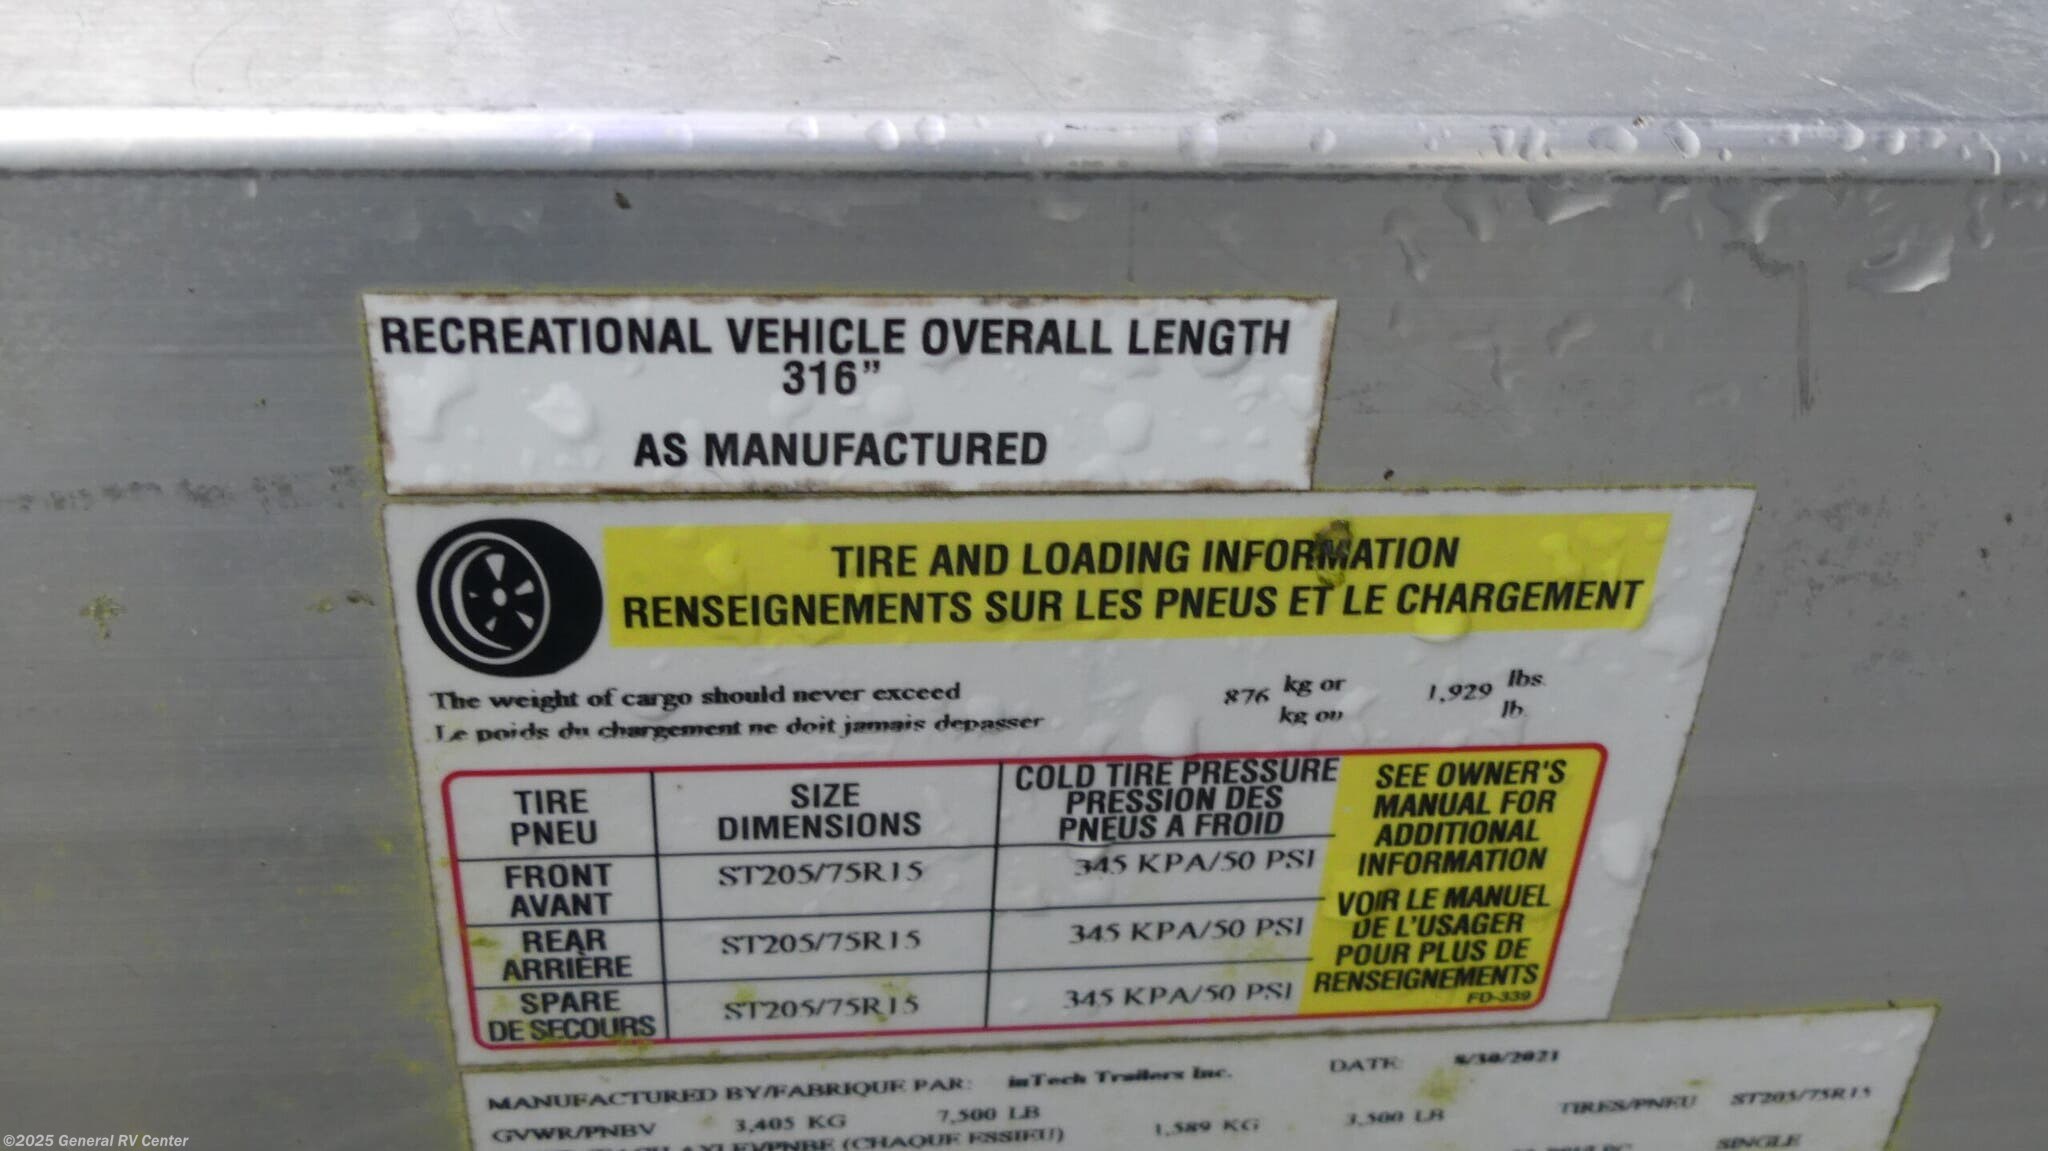 RECREATIONAL VEHICLE OVERALL LENGTH
316"
AS MANUFACTURED
TIRE AND LOADING INFORMATION
RENSEIGNEMENTS SUR LES PNEUS ET LE CHARGEMENT
The weight of cargo should never exceed 876 kg or 1,929 lbs.
Le poids du chargement ne doit jamais depasser kg ou lb.
TIRE
PNEU
SIZE
DIMENSIONS
COLD TIRE PRESSURE
PRESSION DES
PNEUS A FROID
FRONT
AVANT
ST205/75R15
345 KPA/50 PSI
REAR
ARRIÈRE
ST205/75R15
345 KPA/50 PSI
SPARE
DE SECOURS
ST205/75R15
345 KPA/50 PSI
SEE OWNER'S
MANUAL FOR
ADDITIONAL
INFORMATION
VOIR LE MANUEL
DE L'USAGER
POUR PLUS DE
RENSEIGNEMENTS
FD-339
MANUFACTURED BY/FABRIQUE PAR: inTech Trailers Inc. DATE: 8/30/2021
GVWR/PNBV 3,405 KG 7,500 LB 1,589 KG 3,500 LB TIRES/PNEU ST205/75R15
(CHAQUE ESSIEU) SINGLE
©2025 General RV Center